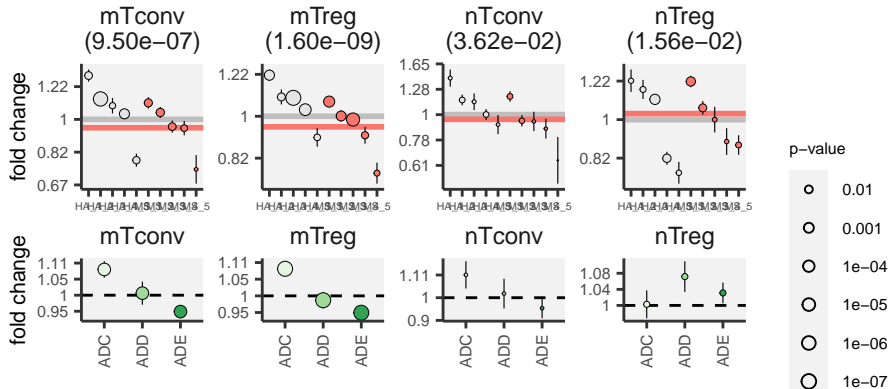 mTconv mTreg nTconv nTreg
(9.50e−07) (1.60e−09) (3.62e−02) (1.56e−02)
fold change
1.22
1
0.82
0.67
1.22
1
0.82
1.65
1.28
1
0.78
0.61
1.22
1
0.82
p-value
0.01
0.001
1e−04
1e−05
1e−06
1e−07
mTconv mTreg nTconv nTreg
fold change
1.11
1.05
1
0.95
1.11
1.05
1
0.95
1.11
1
0.9
1.08
1.04
1
ADC ADD ADE ADC ADD ADE ADC ADD ADE ADC ADD ADE